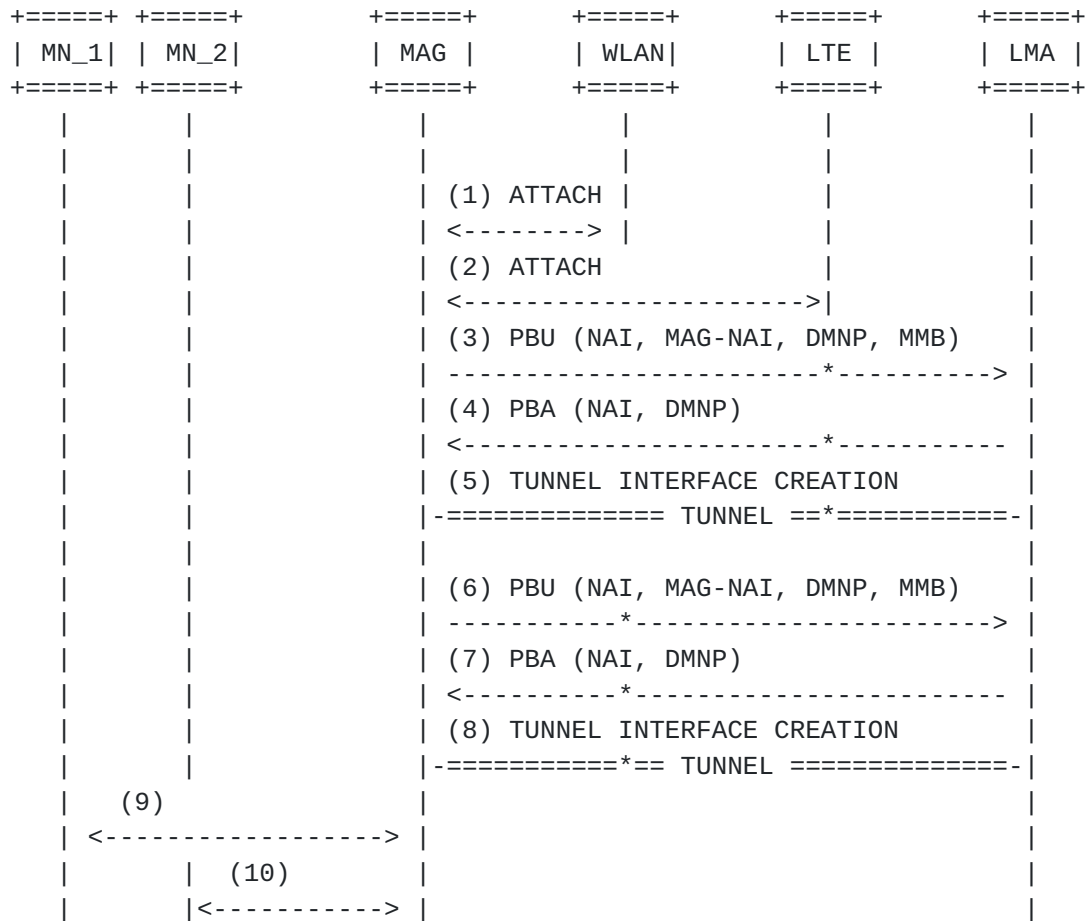 MN_1 MN_2 MAG WLAN LTE LMA
(1) ATTACH
(2) ATTACH
(3) PBU (NAI, MAG-NAI, DMNP, MMB)
(4) PBA (NAI, DMNP)
(5) TUNNEL INTERFACE CREATION
TUNNEL
(6) PBU (NAI, MAG-NAI, DMNP, MMB)
(7) PBA (NAI, DMNP)
(8) TUNNEL INTERFACE CREATION
TUNNEL
(9)
(10)